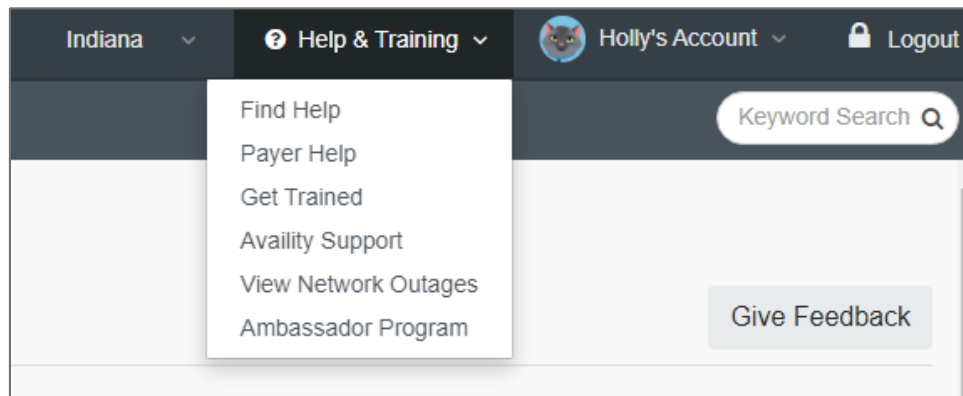 Indiana Help & Training Holly's Account Logout
Find Help
Keyword Search
Payer Help
Get Trained
Availity Support
View Network Outages
Give Feedback
Ambassador Program